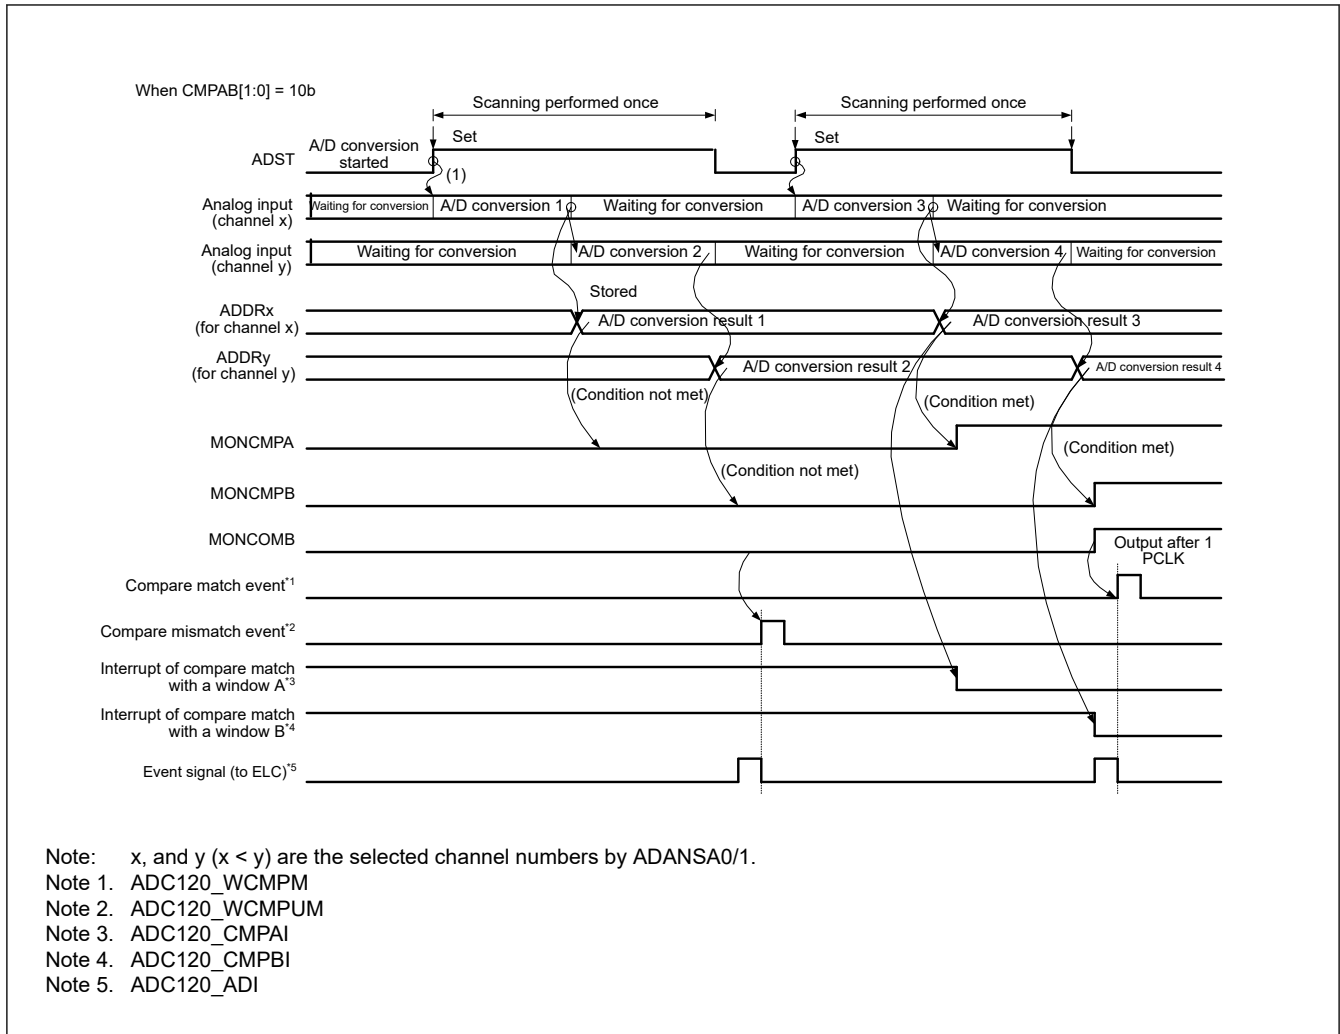 When CMPAB[1:0] = 10b
Scanning performed once
Scanning performed once
ADST
A/D conversion
started
Set
Set
(1)
Analog input
(channel x)
Waiting for conversion
A/D conversion 1
Waiting for conversion
A/D conversion 3
Waiting for conversion
Analog input
(channel y)
Waiting for conversion
A/D conversion 2
Waiting for conversion
A/D conversion 4
Waiting for conversion
Stored
ADDRx
(for channel x)
A/D conversion result 1
A/D conversion result 3
ADDRy
(for channel y)
A/D conversion result 2
A/D conversion result 4
(Condition not met)
(Condition met)
MONCMPA
(Condition met)
(Condition not met)
MONCMPB
MONCOMB
Output after 1
PCLK
Compare match event*1
Compare mismatch event*2
Interrupt of compare match
with a window A*3
Interrupt of compare match
with a window B*4
Event signal (to ELC)*5
Note: x, and y (x < y) are the selected channel numbers by ADANSA0/1.
Note 1. ADC120_WCMPM
Note 2. ADC120_WCMPUM
Note 3. ADC120_CMPAI
Note 4. ADC120_CMPBI
Note 5. ADC120_ADI